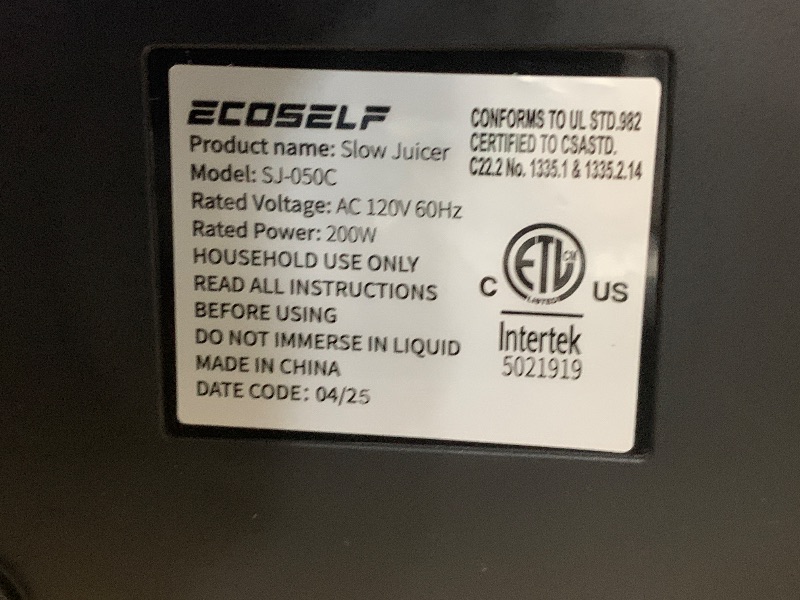 ECOSELF
Product name: Slow Juicer
Model: SJ-050C
Rated Voltage: AC 120V 60Hz
Rated Power: 200W
HOUSEHOLD USE ONLY
READ ALL INSTRUCTIONS
BEFORE USING
DO NOT IMMERSE IN LIQUID
MADE IN CHINA
DATE CODE: 04/25
CONFORMS TO UL STD.982
CERTIFIED TO CSASTD.
C22.2 No. 1335.1 & 1335.2.14
ETL CM
LISTED
C US
Intertek
5021919